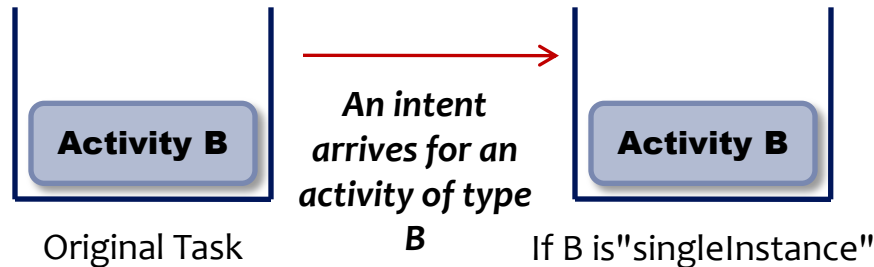 Activity B
An intent
arrives for an
activity of type
B
Activity B
Original Task
If B is"singleInstance"